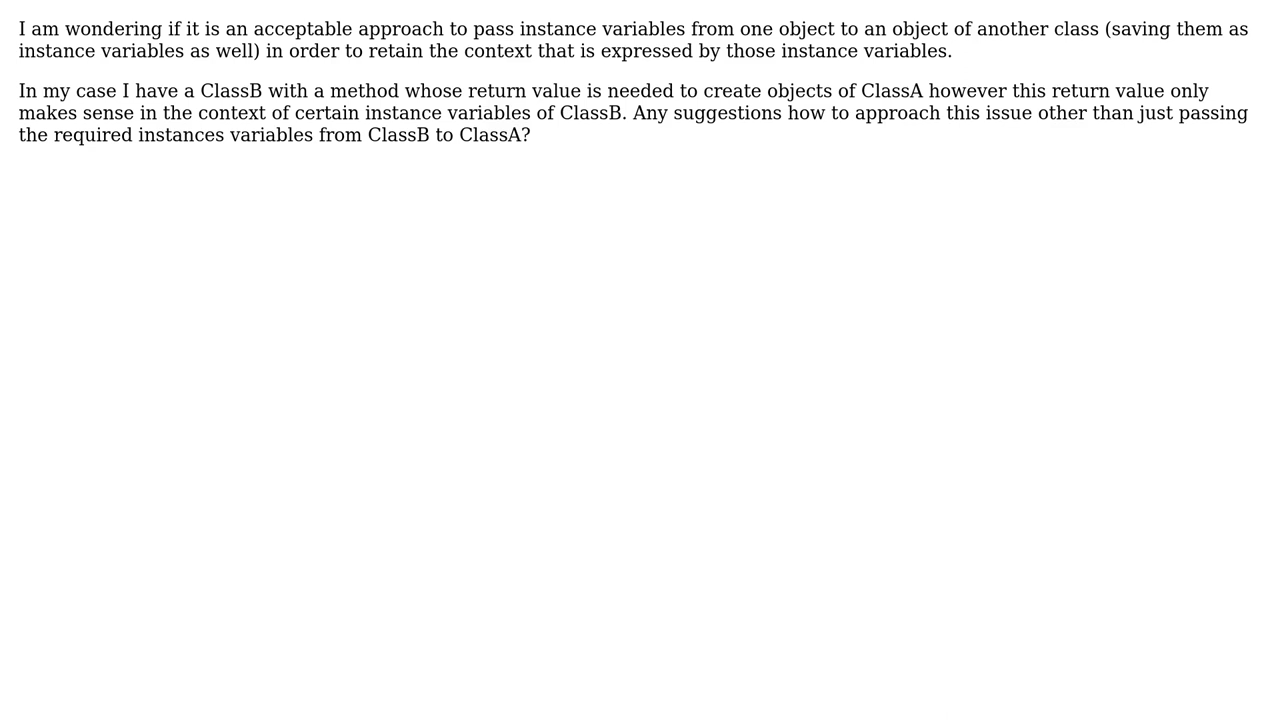 I am wondering if it is an acceptable approach to pass instance variables from one object to an object of another class (saving them as
instance variables as well) in order to retain the context that is expressed by those instance variables.
In my case I have a ClassB with a method whose return value is needed to create objects of ClassA however this return value only
makes sense in the context of certain instance variables of ClassB. Any suggestions how to approach this issue other than just passing
the required instances variables from ClassB to ClassA?